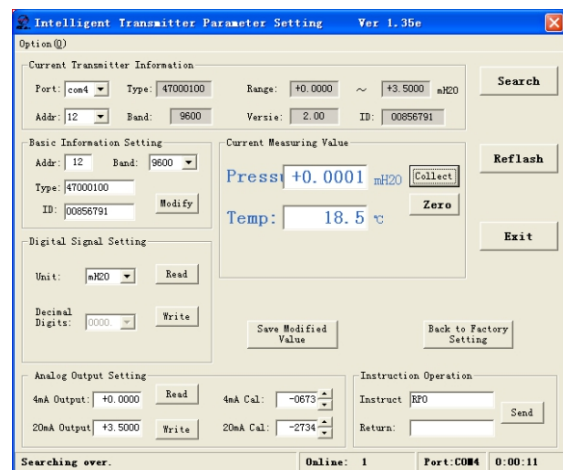 Intelligent Transmitter Parameter Setting Ver 1.35e
Option(O)
Current Transmitter Information
Port: com4 Type: 47000100 Range: +0.0000 ~ +3.5000 mH2O
Addr: 12 Band: 9600 Versie: 2.00 ID: 00856791
Search
Basic Information Setting
Addr: 12 Band: 9600
Type: 47000100
ID: 00856791
Modify
Current Measuring Value
Pressu +0.0001 mH2O Collect
Zero
Temp: 18.5 ℃
Reflash
Exit
Digital Signal Setting
Unit: mH2O Read
Decimal
Digits: 0000. Write
Save Modified
Value
Back to Factory
Setting
Analog Output Setting
4mA Output: +0.0000 Read 4mA Cal: -0673
20mA Output +3.5000 Write 20mA Cal: -2734
Instruction Operation
Instruct RPO
Return:
Send
Searching over. Online: 1 Port:COM4 0:00:11